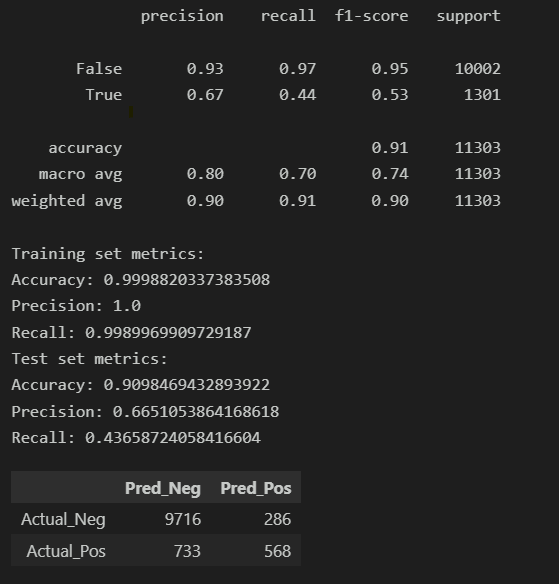 precision recall f1-score support
False 0.93 0.97 0.95 10002
True 0.67 0.44 0.53 1301
accuracy 0.91 11303
macro avg 0.80 0.70 0.74 11303
weighted avg 0.90 0.91 0.90 11303
Training set metrics:
Accuracy: 0.9998820337383508
Precision: 1.0
Recall: 0.9989969909729187
Test set metrics:
Accuracy: 0.9098469432893922
Precision: 0.6651053864168618
Recall: 0.43658724058416604
Pred_Neg Pred_Pos
Actual_Neg 9716 286
Actual_Pos 733 568